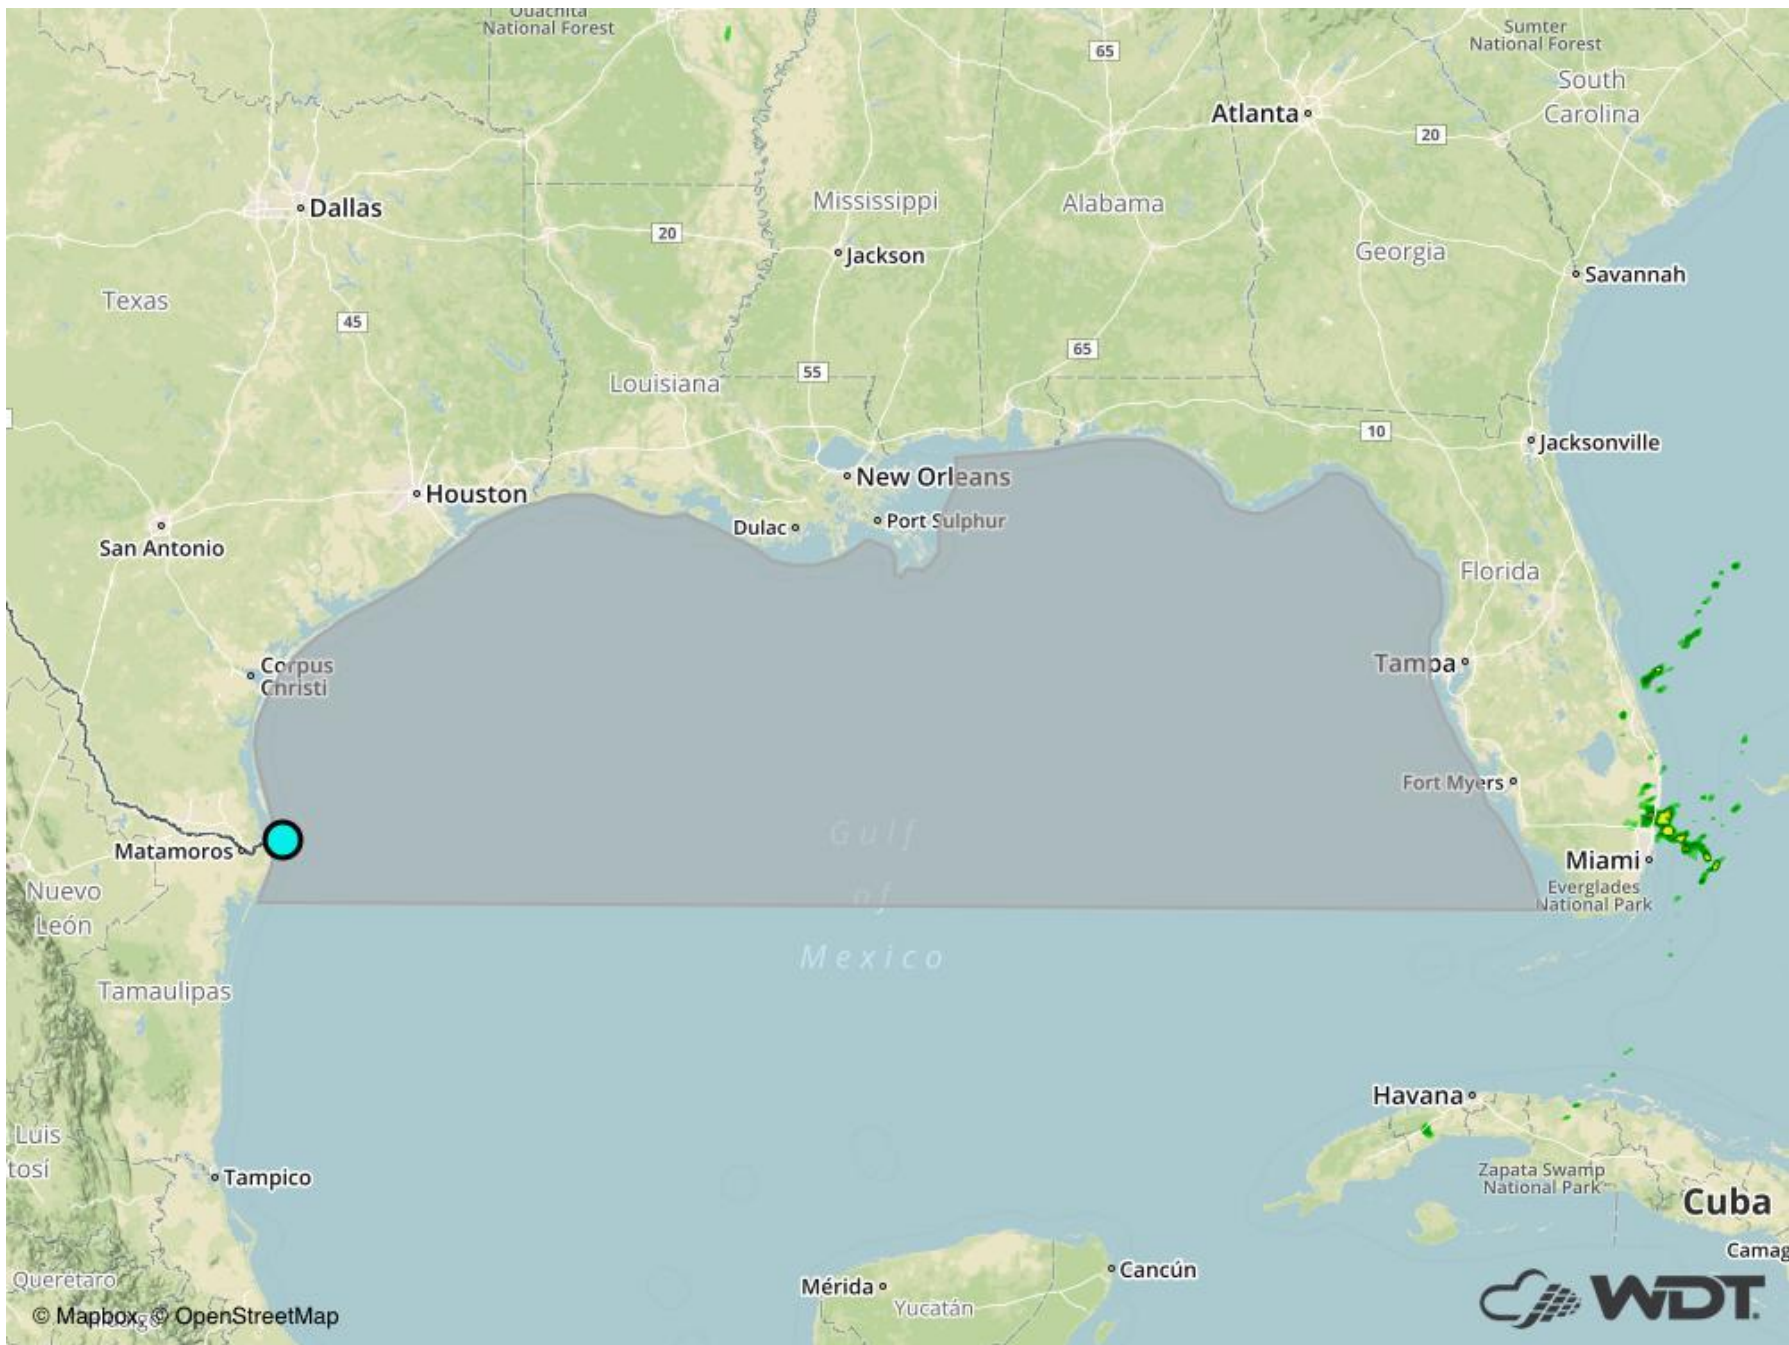 Ouachita
National Forest
65
Sumter
National Forest
South
Carolina
Atlanta
20
Dallas
Mississippi
Alabama
20
Jackson
Georgia
Savannah
Texas
45
65
55
Louisiana
10
Jacksonville
New Orleans
Houston
Dulac
Port Sulphur
San Antonio
Florida
Corpus
Christi
Tampa
Fort Myers
Gulf
of
Mexico
Matamoros
Miami
Everglades
National Park
Nuevo
León
Tamaulipas
Havana
Luis
tosí
Tampico
Zapata Swamp
National Park
Cuba
Camag
Cancún
Mérida
Yucatán
Querétaro
Hidalgo
© Mapbox, © OpenStreetMap
WDT